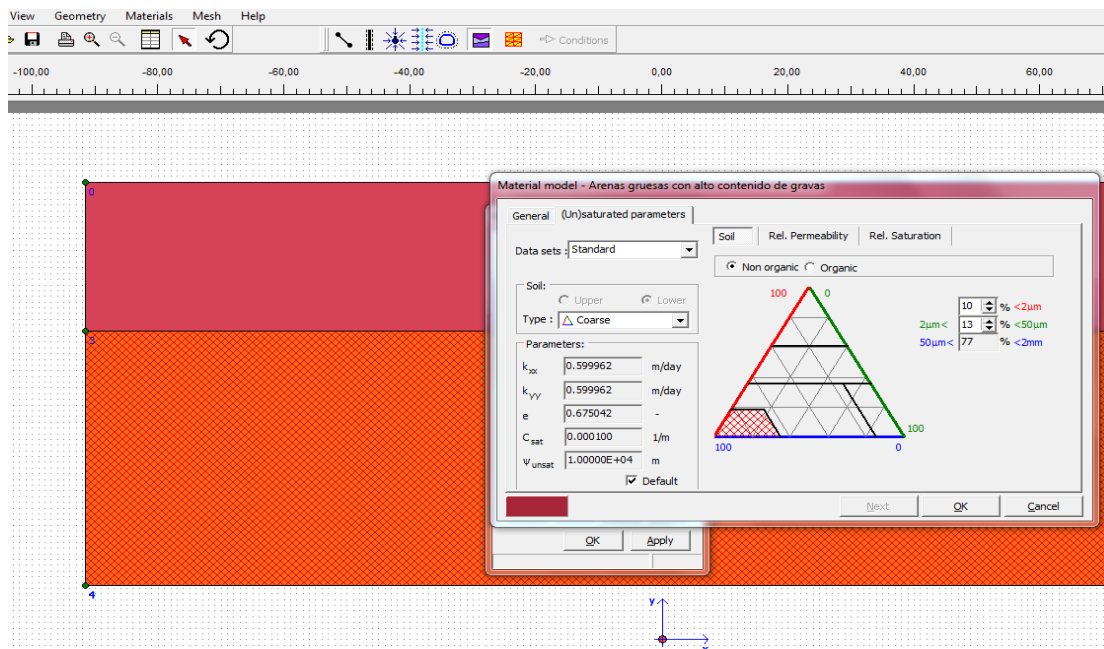 View Geometry Materials Mesh Help
Conditions
-100,00 -80,00 -60,00 -40,00 -20,00 0,00 20,00 40,00 60,00
0
3
4
Material model - Arenas gruesas con alto contenido de gravas
General (Un)saturated parameters
Data sets : Standard
Soil:
Upper Lower
Type : Coarse
Parameters:
kxx 0.599962 m/day
kyy 0.599962 m/day
e 0.675042 -
Csat 0.000100 1/m
Ψunsat 1.00000E+04 m
Default
Soil Rel. Permeability Rel. Saturation
Non organic Organic
100 0
10 % <2µm
2µm< 13 % <50µm
50µm< 77 % <2mm
100
100 0
Next OK Cancel
OK Apply
y
x